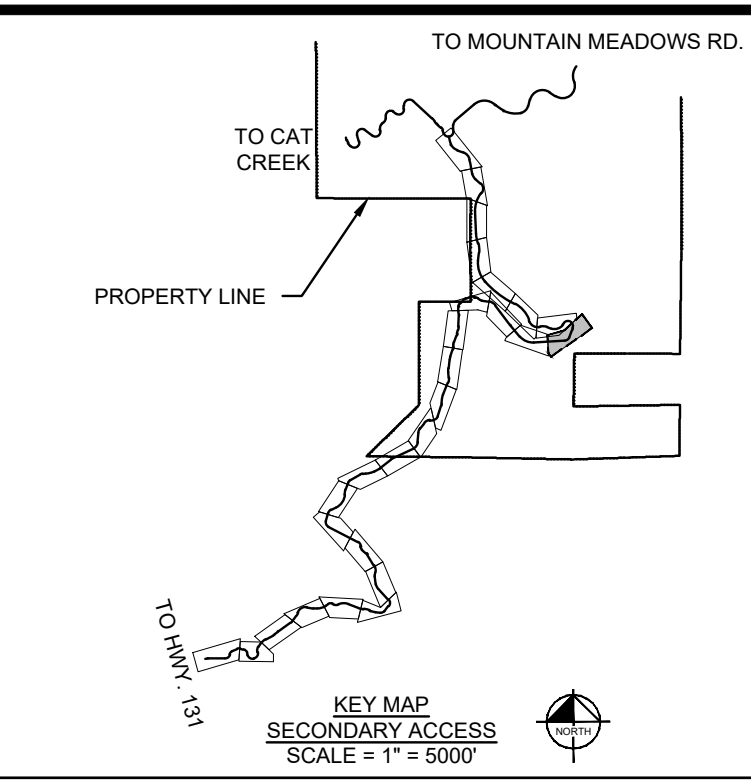 TO MOUNTAIN MEADOWS RD.
TO CAT
CREEK
PROPERTY LINE
TO HWY. 131
KEY MAP
SECONDARY ACCESS
SCALE = 1" = 5000'
NORTH